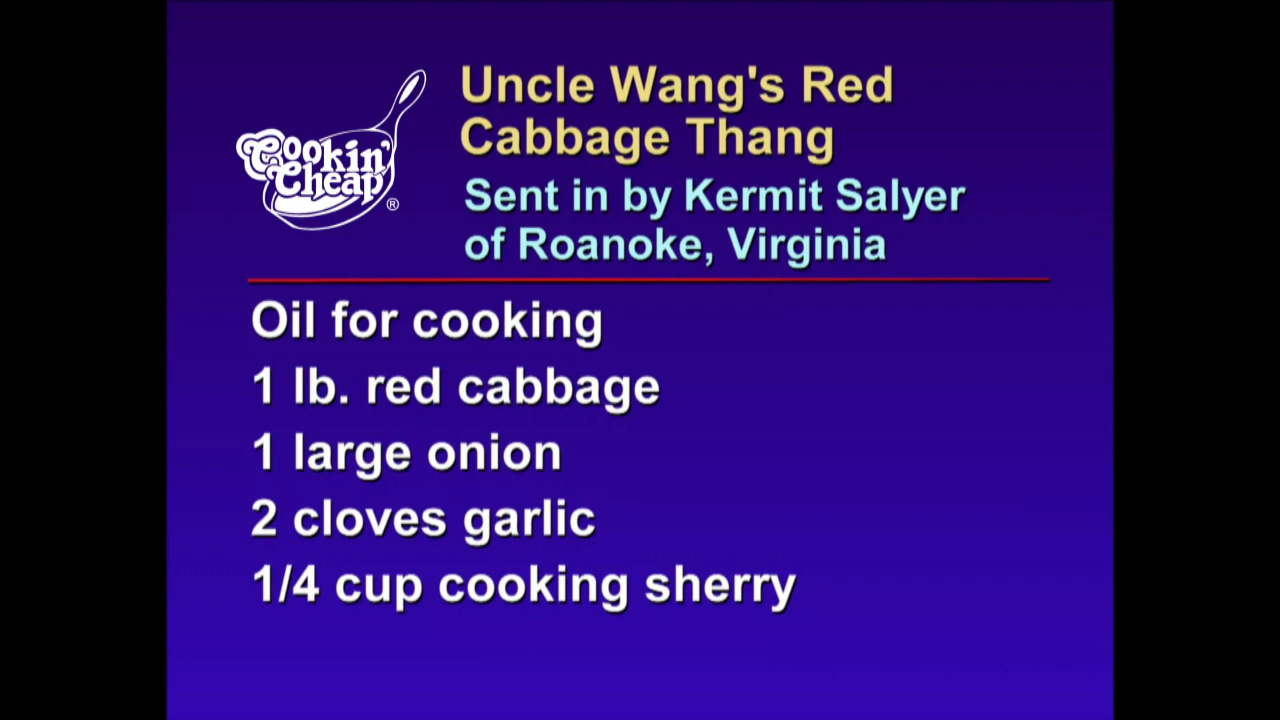 Cookin'
Cheap
®
Uncle Wang's Red
Cabbage Thang
Sent in by Kermit Salyer
of Roanoke, Virginia
Oil for cooking
1 lb. red cabbage
1 large onion
2 cloves garlic
1/4 cup cooking sherry